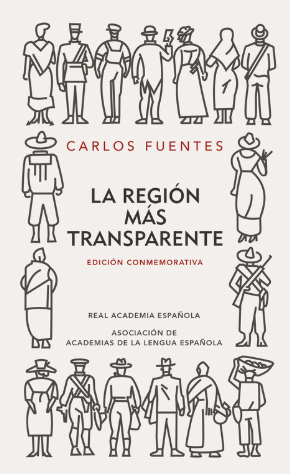 CARLOS FUENTES
LA REGIÓN
MÁS
TRANSPARENTE
EDICIÓN CONMEMORATIVA
REAL ACADEMIA ESPAÑOLA
ASOCIACIÓN DE
ACADEMIAS DE LA LENGUA ESPAÑOLA